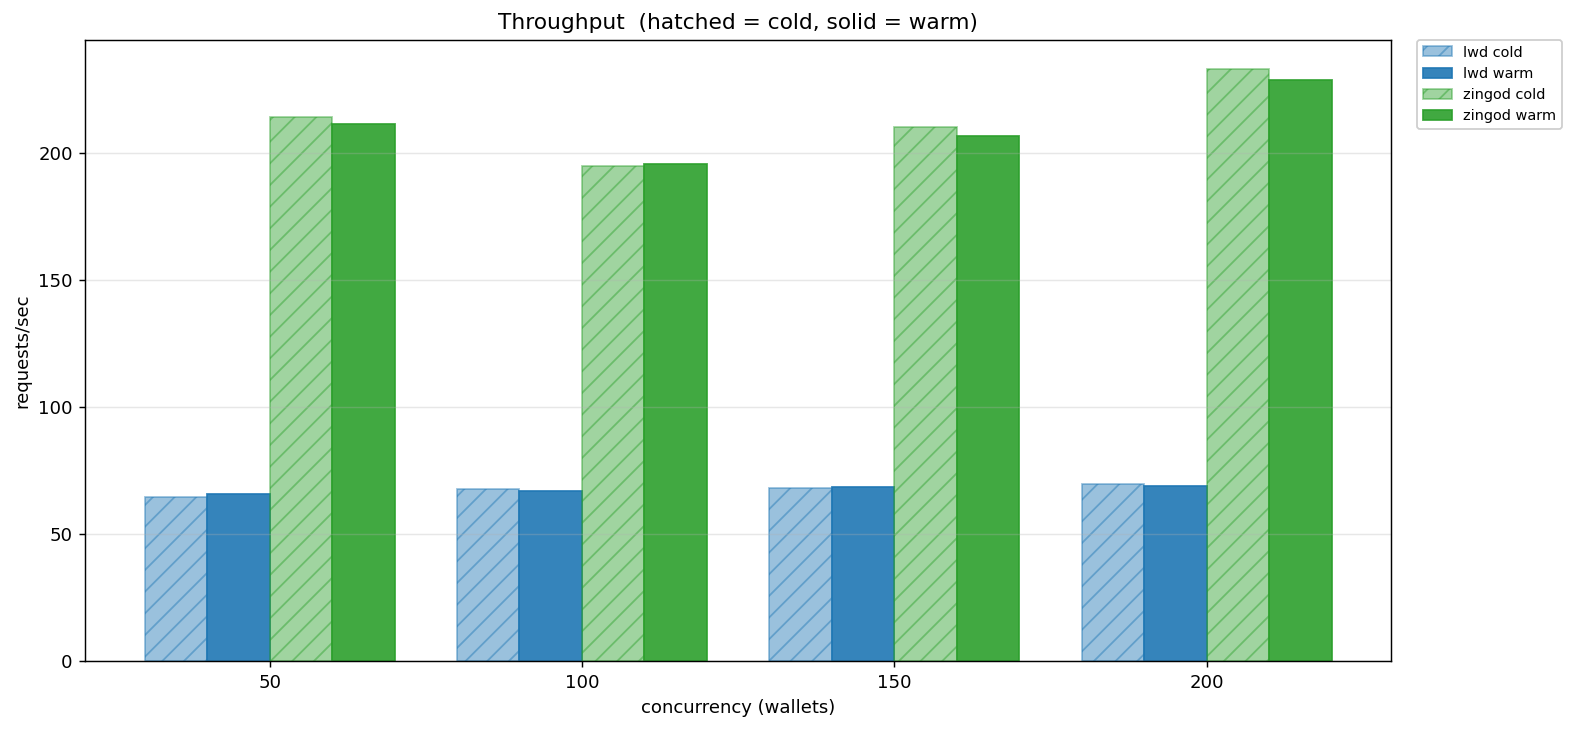 Throughput  (hatched = cold, solid = warm)
lwd cold
lwd warm
zingod cold
zingod warm
requests/sec
200
150
100
50
0
50 100 150 200
concurrency (wallets)